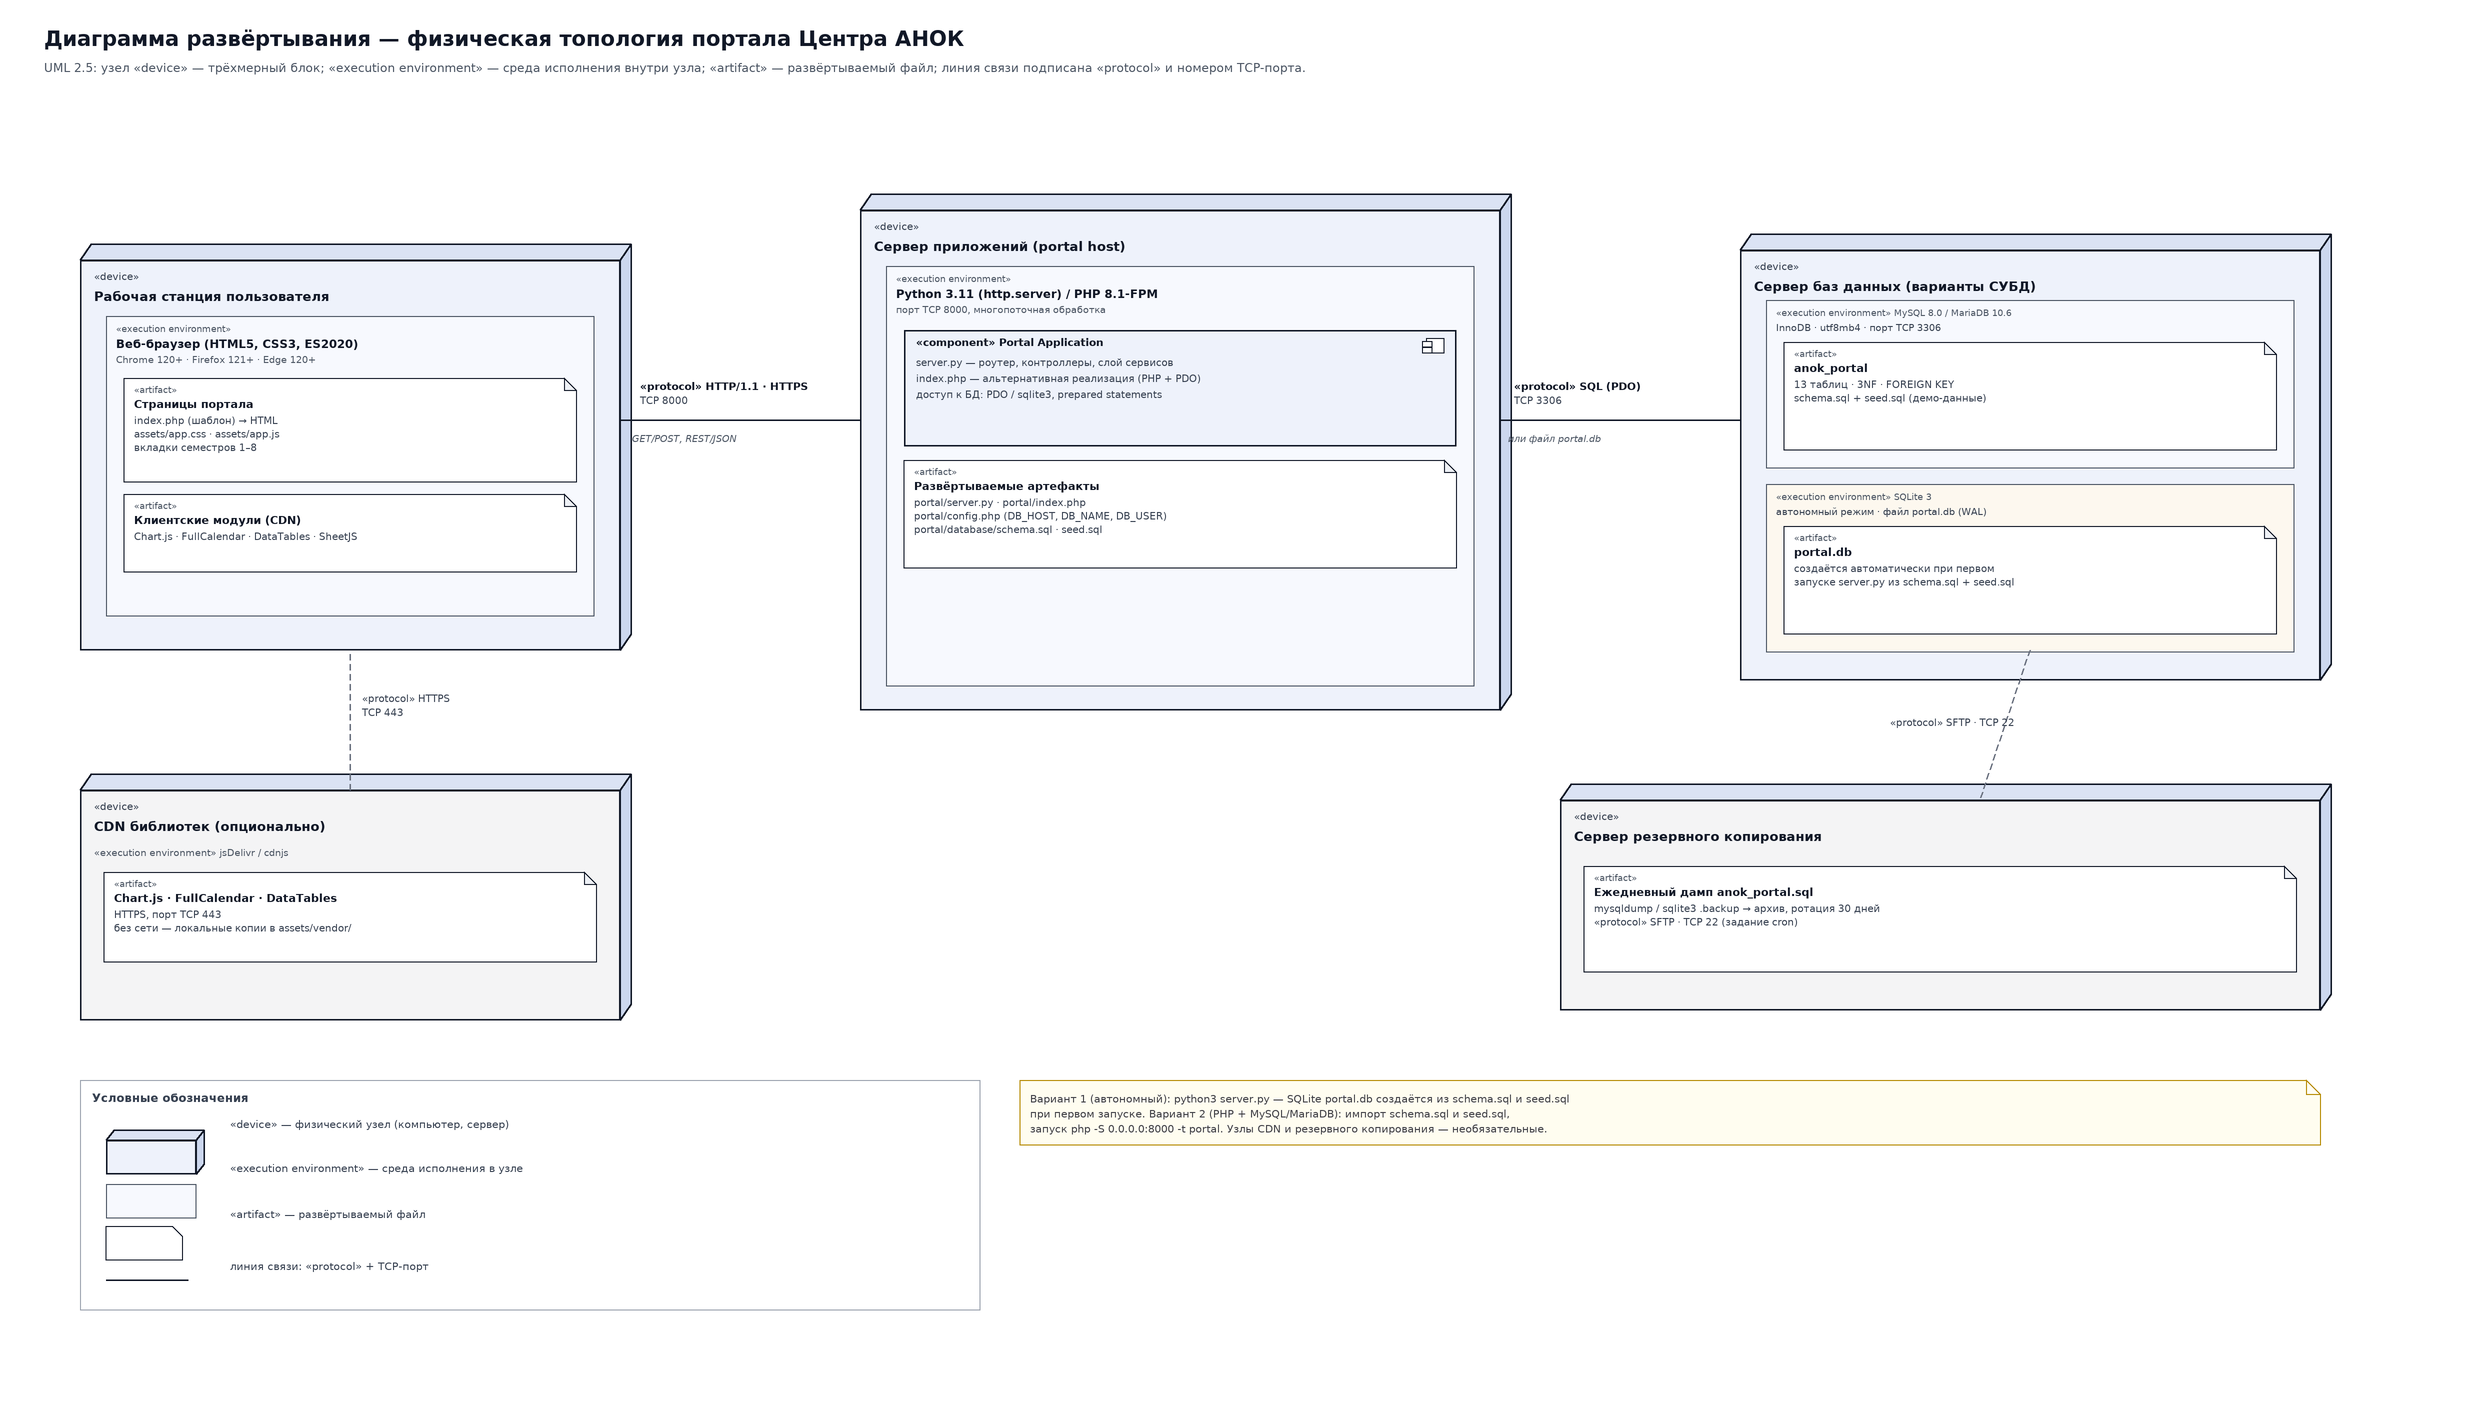 Диаграмма развёртывания — физическая топология портала Центра АНОК
UML 2.5: узел «device» — трёхмерный блок; «execution environment» — среда исполнения внутри узла; «artifact» — развёртываемый файл; линия связи подписана «protocol» и номером TCP-порта.
«device»
Рабочая станция пользователя
«execution environment»
Веб-браузер (HTML5, CSS3, ES2020)
Chrome 120+ · Firefox 121+ · Edge 120+
«artifact»
Страницы портала
index.php (шаблон) → HTML
assets/app.css · assets/app.js
вкладки семестров 1–8
«artifact»
Клиентские модули (CDN)
Chart.js · FullCalendar · DataTables · SheetJS
«protocol» HTTP/1.1 · HTTPS
TCP 8000
GET/POST, REST/JSON
«device»
Сервер приложений (portal host)
«execution environment»
Python 3.11 (http.server) / PHP 8.1-FPM
порт TCP 8000, многопоточная обработка
«component» Portal Application
server.py — роутер, контроллеры, слой сервисов
index.php — альтернативная реализация (PHP + PDO)
доступ к БД: PDO / sqlite3, prepared statements
«artifact»
Развёртываемые артефакты
portal/server.py · portal/index.php
portal/config.php (DB_HOST, DB_NAME, DB_USER)
portal/database/schema.sql · seed.sql
«protocol» SQL (PDO)
TCP 3306
или файл portal.db
«device»
Сервер баз данных (варианты СУБД)
«execution environment» MySQL 8.0 / MariaDB 10.6
InnoDB · utf8mb4 · порт TCP 3306
«artifact»
anok_portal
13 таблиц · 3NF · FOREIGN KEY
schema.sql + seed.sql (демо-данные)
«execution environment» SQLite 3
автономный режим · файл portal.db (WAL)
«artifact»
portal.db
создаётся автоматически при первом
запуске server.py из schema.sql + seed.sql
«protocol» HTTPS
TCP 443
«protocol» SFTP · TCP 22
«device»
CDN библиотек (опционально)
«execution environment» jsDelivr / cdnjs
«artifact»
Chart.js · FullCalendar · DataTables
HTTPS, порт TCP 443
без сети — локальные копии в assets/vendor/
«device»
Сервер резервного копирования
«artifact»
Ежедневный дамп anok_portal.sql
mysqldump / sqlite3 .backup → архив, ротация 30 дней
«protocol» SFTP · TCP 22 (задание cron)
Условные обозначения
«device» — физический узел (компьютер, сервер)
«execution environment» — среда исполнения в узле
«artifact» — развёртываемый файл
линия связи: «protocol» + TCP-порт
Вариант 1 (автономный): python3 server.py — SQLite portal.db создаётся из schema.sql и seed.sql
при первом запуске. Вариант 2 (PHP + MySQL/MariaDB): импорт schema.sql и seed.sql,
запуск php -S 0.0.0.0:8000 -t portal. Узлы CDN и резервного копирования — необязательные.